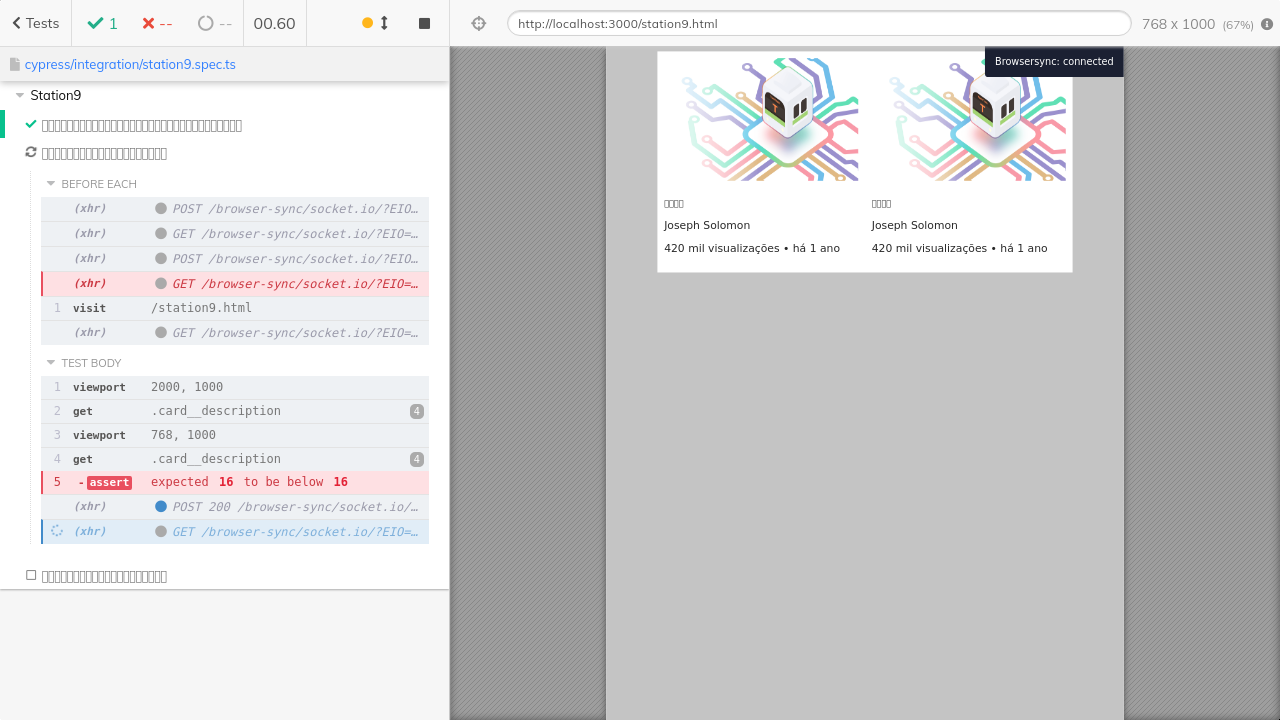 Tests
1
--
--
00.60
http://localhost:3000/station9.html
768 x 1000 (67%)
cypress/integration/station9.spec.ts
Station9
BEFORE EACH
(xhr) POST /browser-sync/socket.io/?EIO…
(xhr) GET /browser-sync/socket.io/?EIO=…
(xhr) POST /browser-sync/socket.io/?EIO…
(xhr) GET /browser-sync/socket.io/?EIO=…
1 visit /station9.html
(xhr) GET /browser-sync/socket.io/?EIO=…
TEST BODY
1 viewport 2000, 1000
2 get .card__description 4
3 viewport 768, 1000
4 get .card__description 4
5 -assert expected 16 to be below 16
(xhr) POST 200 /browser-sync/socket.io/…
(xhr) GET /browser-sync/socket.io/?EIO=…
Browsersync: connected
Joseph Solomon
420 mil visualizações • há 1 ano
Joseph Solomon
420 mil visualizações • há 1 ano